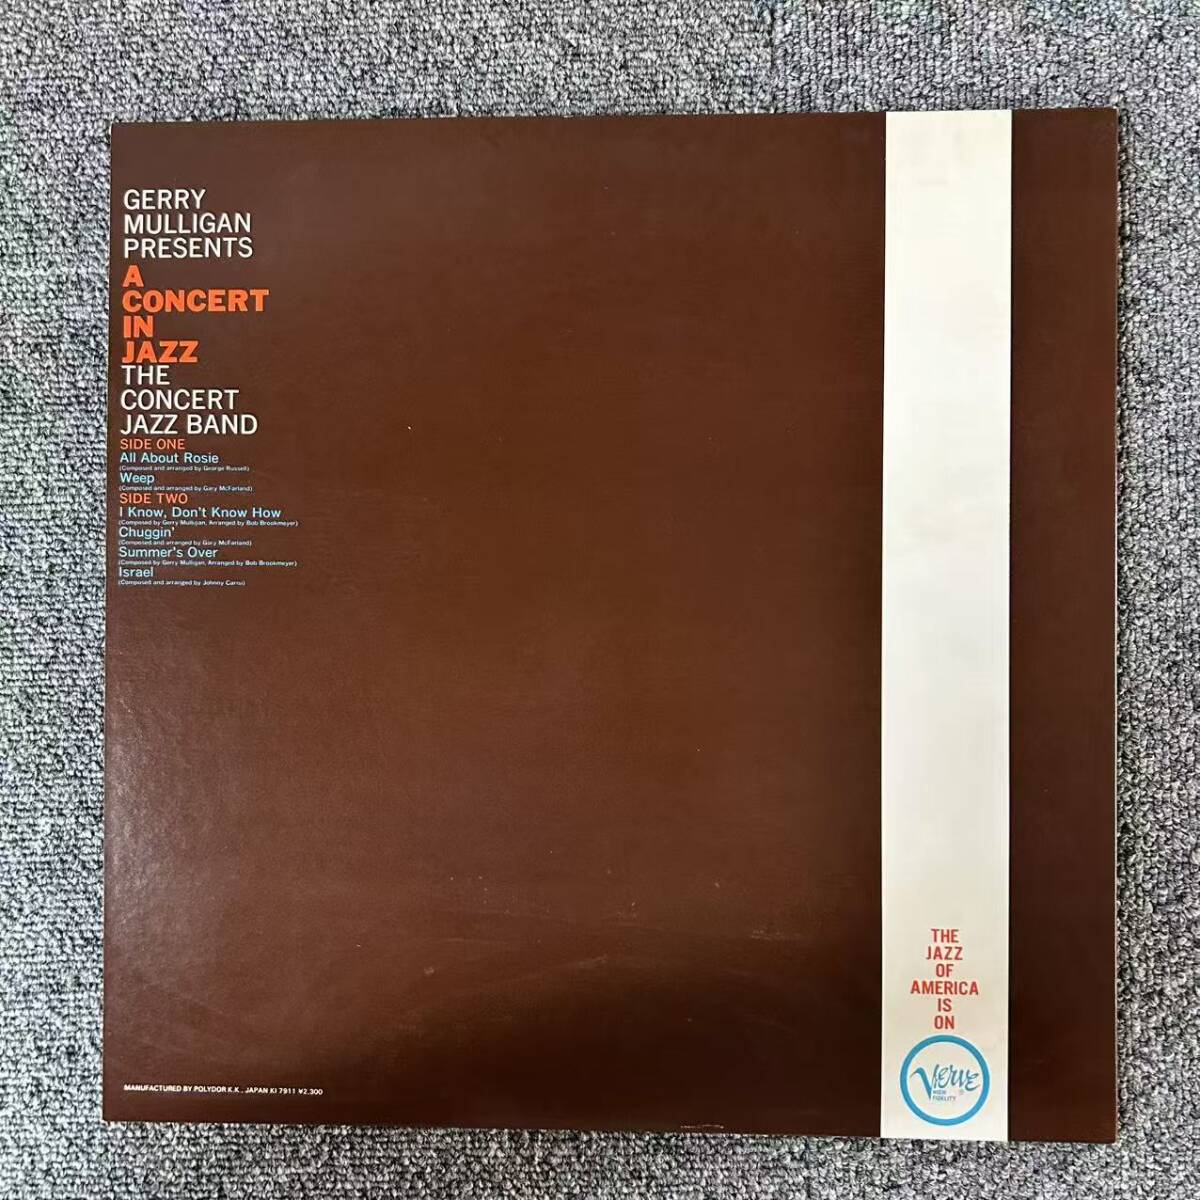 GERRY
MULLIGAN
PRESENTS
A
CONCERT
IN
JAZZ
THE
CONCERT
JAZZ BAND
SIDE ONE
All About Rosie
(Composed and arranged by George Russell)
Weep
(Composed and arranged by Gary McFarland)
SIDE TWO
I Know, Don't Know How
(Composed by Gerry Mulligan, Arranged by Bob Brookmeyer)
Chuggin'
(Composed and arranged by Gary McFarland)
Summer's Over
(Composed by Gerry Mulligan, Arranged by Bob Brookmeyer)
Israel
(Composed and arranged by Johnny Carisi)
THE
JAZZ
OF
AMERICA
IS
ON
VERVE
HIGH ®
FIDELITY
MANUFACTURED BY POLYDOR K.K., JAPAN KI 7911 ¥2,300